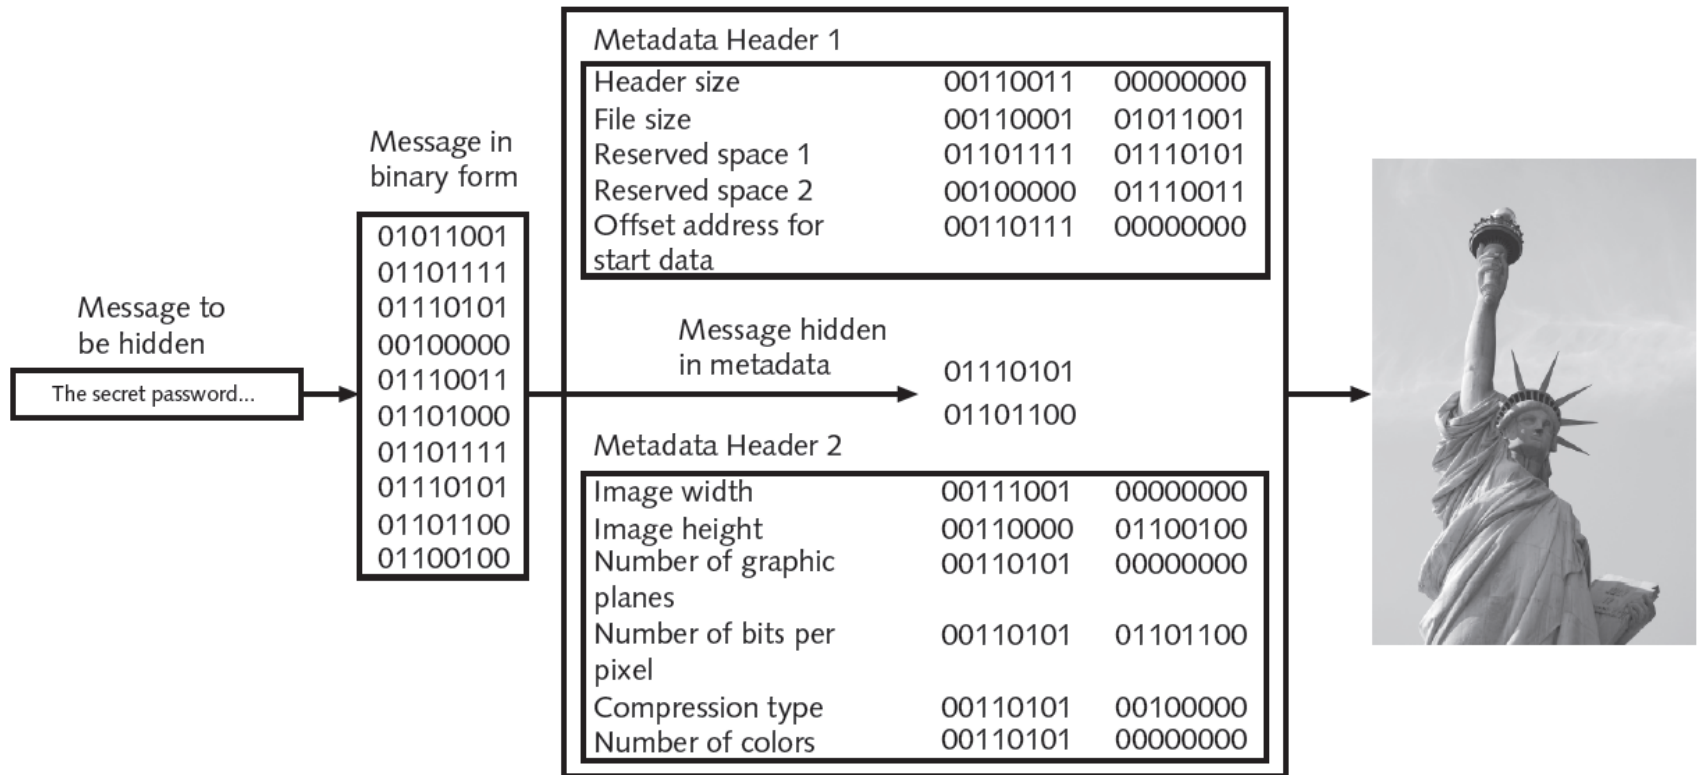 Message to
be hidden
The secret password...
Message in
binary form
01011001
01101111
01110101
00100000
01110011
01101000
01101111
01110101
01101100
01100100
Metadata Header 1
Header size 00110011 00000000
File size 00110001 01011001
Reserved space 1 01101111 01110101
Reserved space 2 00100000 01110011
Offset address for 00110111 00000000
start data
Message hidden
in metadata
01110101
01101100
Metadata Header 2
Image width 00111001 00000000
Image height 00110000 01100100
Number of graphic 00110101 00000000
planes
Number of bits per 00110101 01101100
pixel
Compression type 00110101 00100000
Number of colors 00110101 00000000